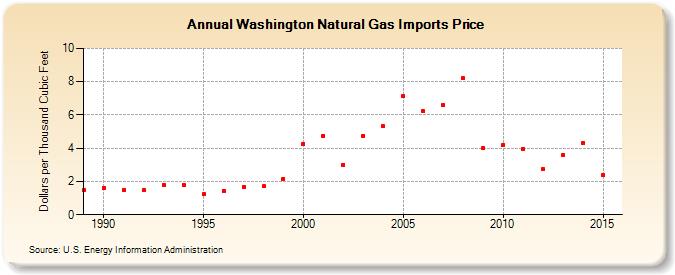 Annual Washington Natural Gas Imports Price
Dollars per Thousand Cubic Feet
10
8
6
4
2
0
1990 1995 2000 2005 2010 2015
Source: U.S. Energy Information Administration